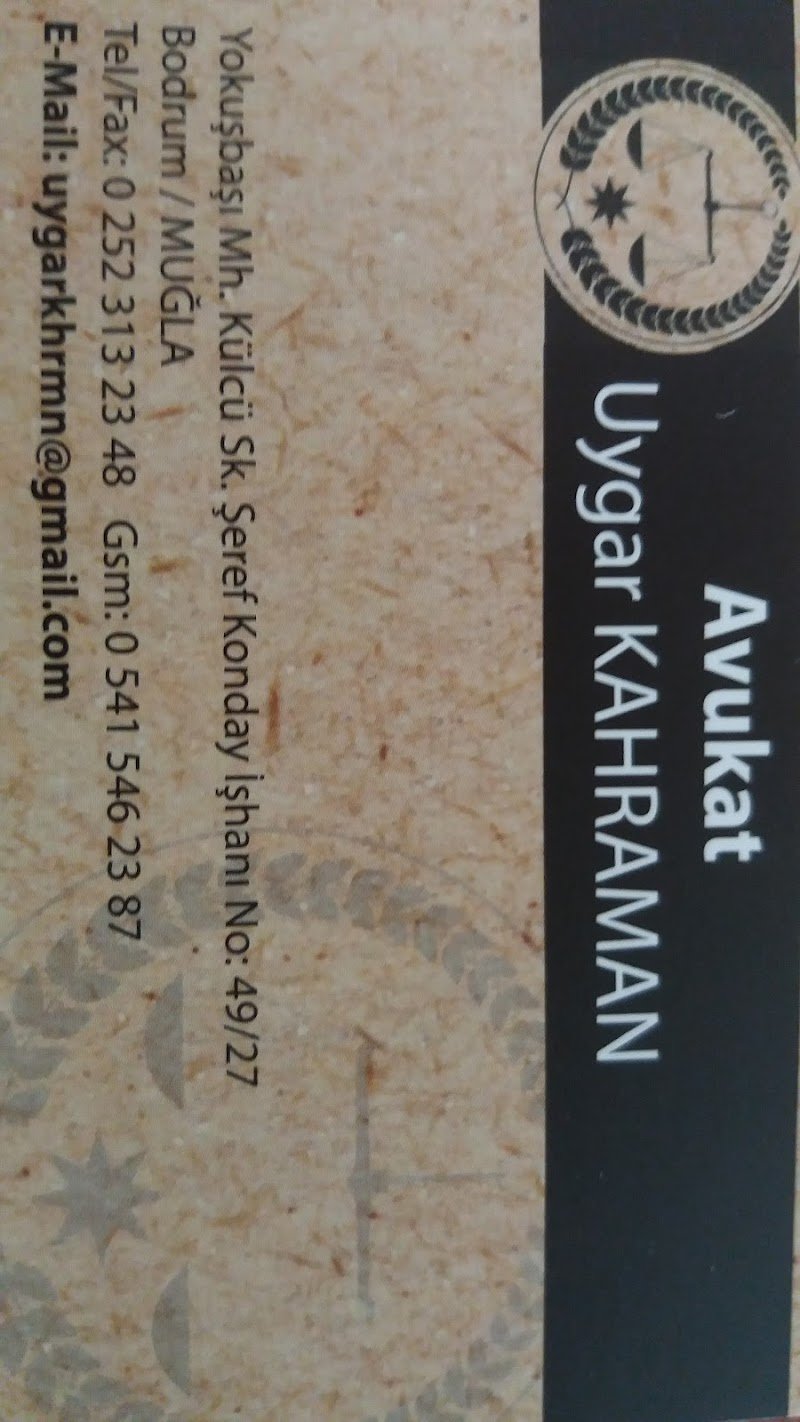 Avukat
Uygar KAHRAMAN
Yokuşbaşı Mh. Külcü Sk. Şeref Konday İşhanı No: 49/27
Bodrum / MUĞLA
Tel/Fax: 0 252 313 23 48 Gsm: 0 541 546 23 87
E-Mail: uygarkhrmn@gmail.com